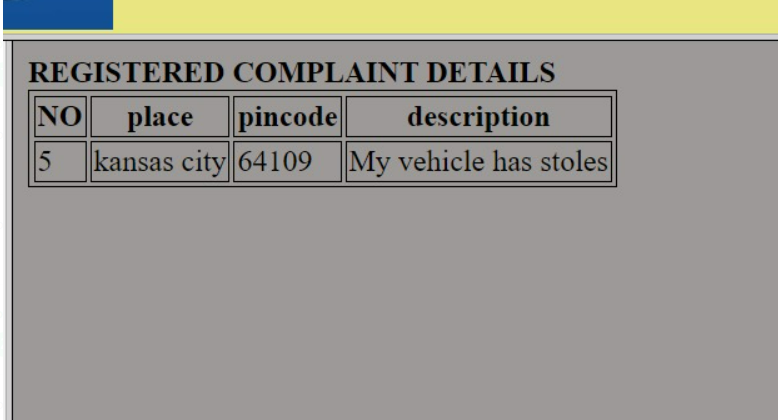 REGISTERED COMPLAINT DETAILS
NO place pincode description
5 kansas city 64109 My vehicle has stoles